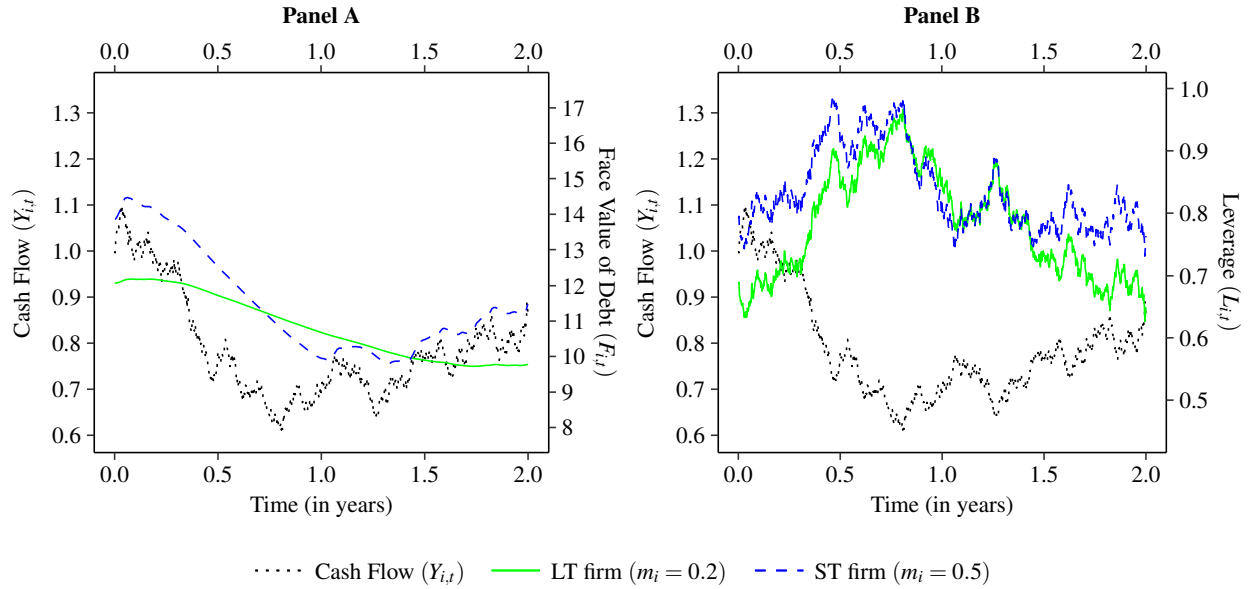 Panel A
0.0 0.5 1.0 1.5 2.0
Cash Flow (Y_{i,t})
1.3
1.2
1.1
1.0
0.9
0.8
0.7
0.6
17
16
15
14
13
12
11
10
9
8
Face Value of Debt (F_{i,t})
0.0 0.5 1.0 1.5 2.0
Time (in years)
Panel B
0.0 0.5 1.0 1.5 2.0
Cash Flow (Y_{i,t})
1.3
1.2
1.1
1.0
0.9
0.8
0.7
0.6
1.0
0.9
0.8
0.7
0.6
0.5
Leverage (L_{i,t})
0.0 0.5 1.0 1.5 2.0
Time (in years)
Cash Flow (Y_{i,t}) LT firm (m_i = 0.2) ST firm (m_i = 0.5)